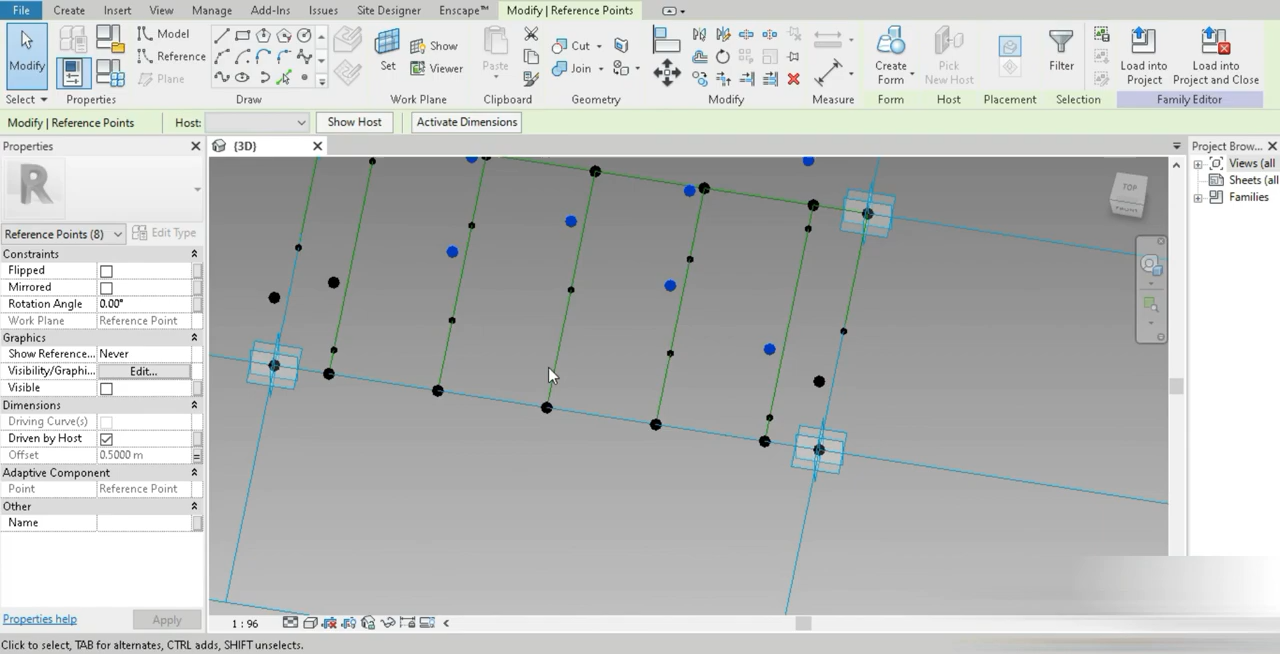 File Create Insert View Manage Add-Ins Issues Site Designer Enscape™ Modify | Reference Points
Modify
Model
Reference
Plane
Set
Show
Viewer
Paste
Cut
Join
Create
Form
Pick
New Host
Filter
Load into
Project
Load into
Project and Close
Select Properties Draw Work Plane Clipboard Geometry Modify Measure Form Host Placement Selection Family Editor
Modify | Reference Points Host: Show Host Activate Dimensions
Properties
R
Reference Points (8) Edit Type
Constraints
Flipped
Mirrored
Rotation Angle 0.00°
Work Plane Reference Point
Graphics
Show Reference... Never
Visibility/Graphi... Edit...
Visible
Dimensions
Driving Curve(s)
Driven by Host
Offset 0.5000 m =
Adaptive Component
Point Reference Point
Other
Name
Properties help Apply
{3D}
TOP
FRONT
1 : 96
Project Brow...
Views (all
Sheets (all
Families
Click to select, TAB for alternates, CTRL adds, SHIFT unselects.